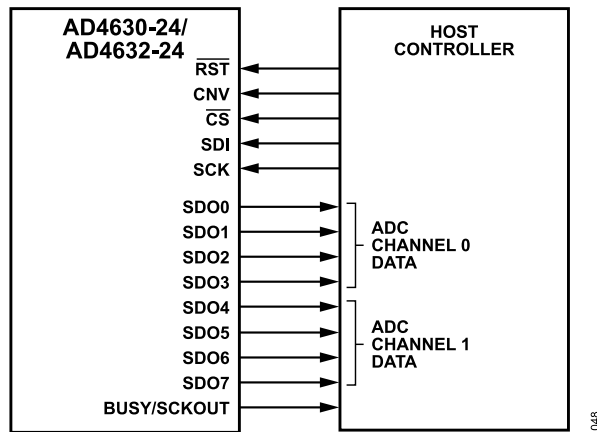 AD4630-24/
AD4632-24
HOST
CONTROLLER
RST
CNV
CS
SDI
SCK
SDO0
SDO1
SDO2
SDO3
SDO4
SDO5
SDO6
SDO7
BUSY/SCKOUT
ADC
CHANNEL 0
DATA
ADC
CHANNEL 1
DATA
048